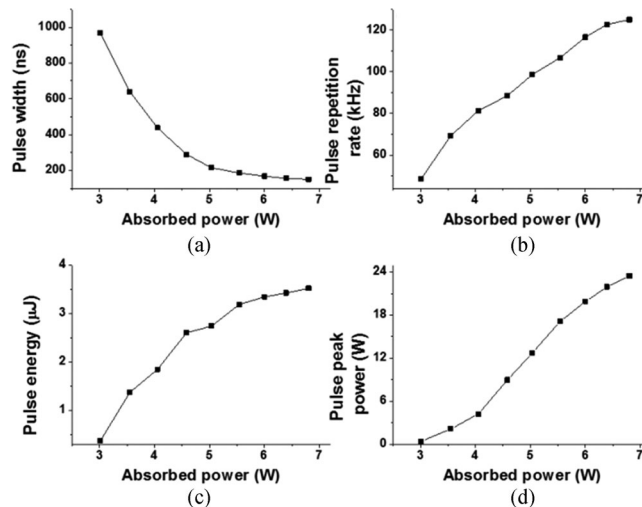 1000
800
600
400
200
Pulse width (ns)
3 4 5 6 7
Absorbed power (W)
(a)
120
100
80
60
Pulse repetition
rate (kHz)
3 4 5 6 7
Absorbed power (W)
(b)
4
3
2
1
Pulse energy (μJ)
3 4 5 6 7
Absorbed power (W)
(c)
24
18
12
6
0
Pulse peak
power (W)
3 4 5 6 7
Absorbed power (W)
(d)